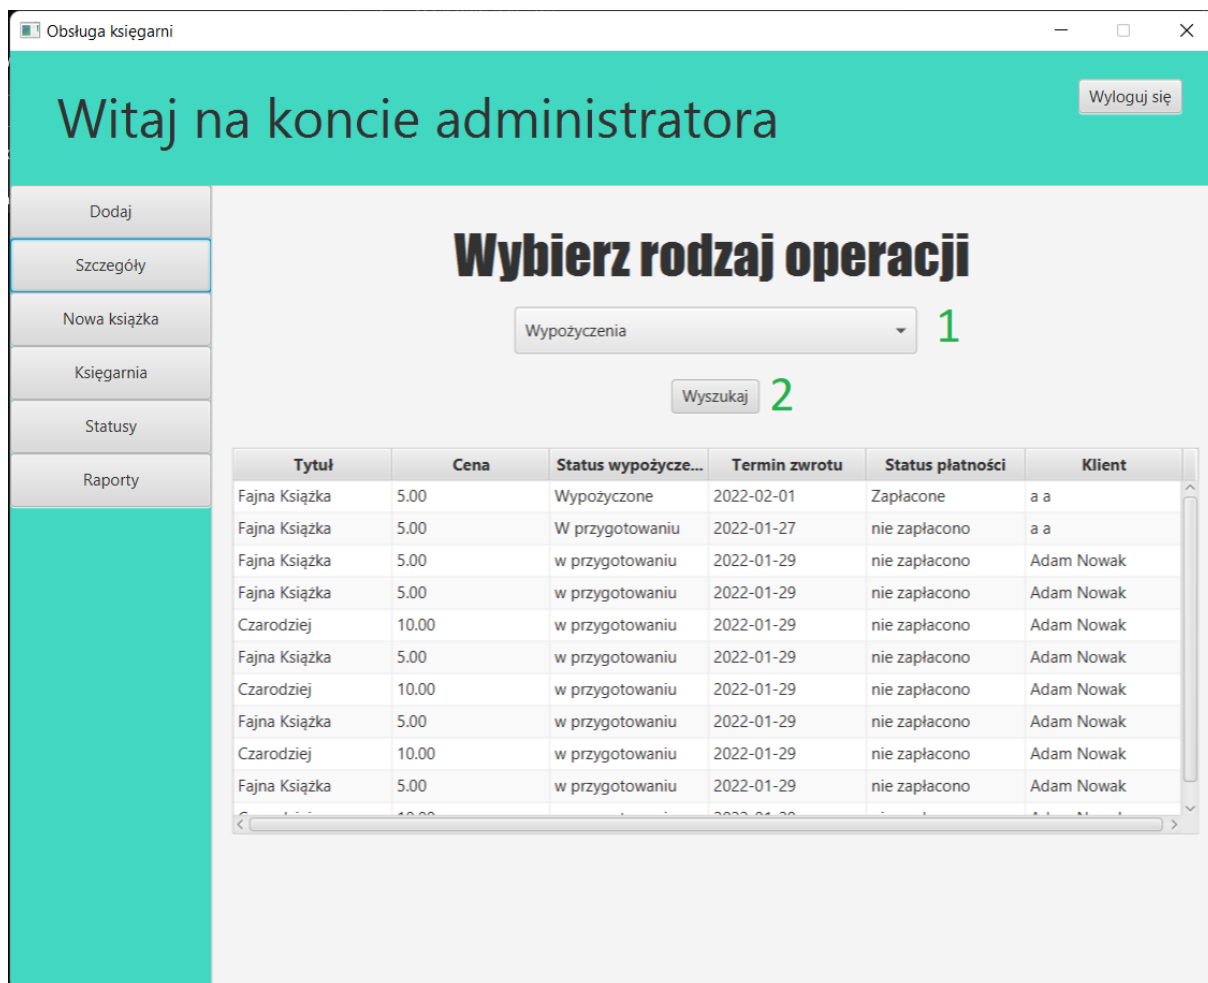 Obsługa księgarni
Witaj na koncie administratora
Wyloguj się
Dodaj
Szczegóły
Nowa książka
Księgarnia
Statusy
Raporty
Wybierz rodzaj operacji
Wypożyczenia 1
Wyszukaj 2
Tytuł Cena Status wypożycze... Termin zwrotu Status płatności Klient
Fajna Książka 5.00 Wypożyczone 2022-02-01 Zapłacone a a
Fajna Książka 5.00 W przygotowaniu 2022-01-27 nie zapłacono a a
Fajna Książka 5.00 w przygotowaniu 2022-01-29 nie zapłacono Adam Nowak
Fajna Książka 5.00 w przygotowaniu 2022-01-29 nie zapłacono Adam Nowak
Czarodziej 10.00 w przygotowaniu 2022-01-29 nie zapłacono Adam Nowak
Fajna Książka 5.00 w przygotowaniu 2022-01-29 nie zapłacono Adam Nowak
Czarodziej 10.00 w przygotowaniu 2022-01-29 nie zapłacono Adam Nowak
Fajna Książka 5.00 w przygotowaniu 2022-01-29 nie zapłacono Adam Nowak
Czarodziej 10.00 w przygotowaniu 2022-01-29 nie zapłacono Adam Nowak
Fajna Książka 5.00 w przygotowaniu 2022-01-29 nie zapłacono Adam Nowak